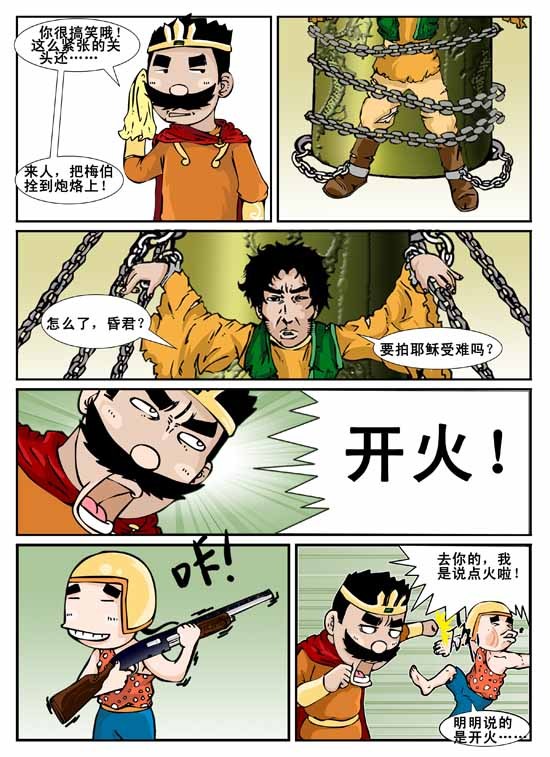 你很搞笑哦！
这么紧张的关
头还……
来人，把梅伯
拴到炮烙上！
怎么了，昏君？
要拍耶稣受难吗？
开火！
咔！
去你的，我
是说点火啦！
明明说的
是开火……